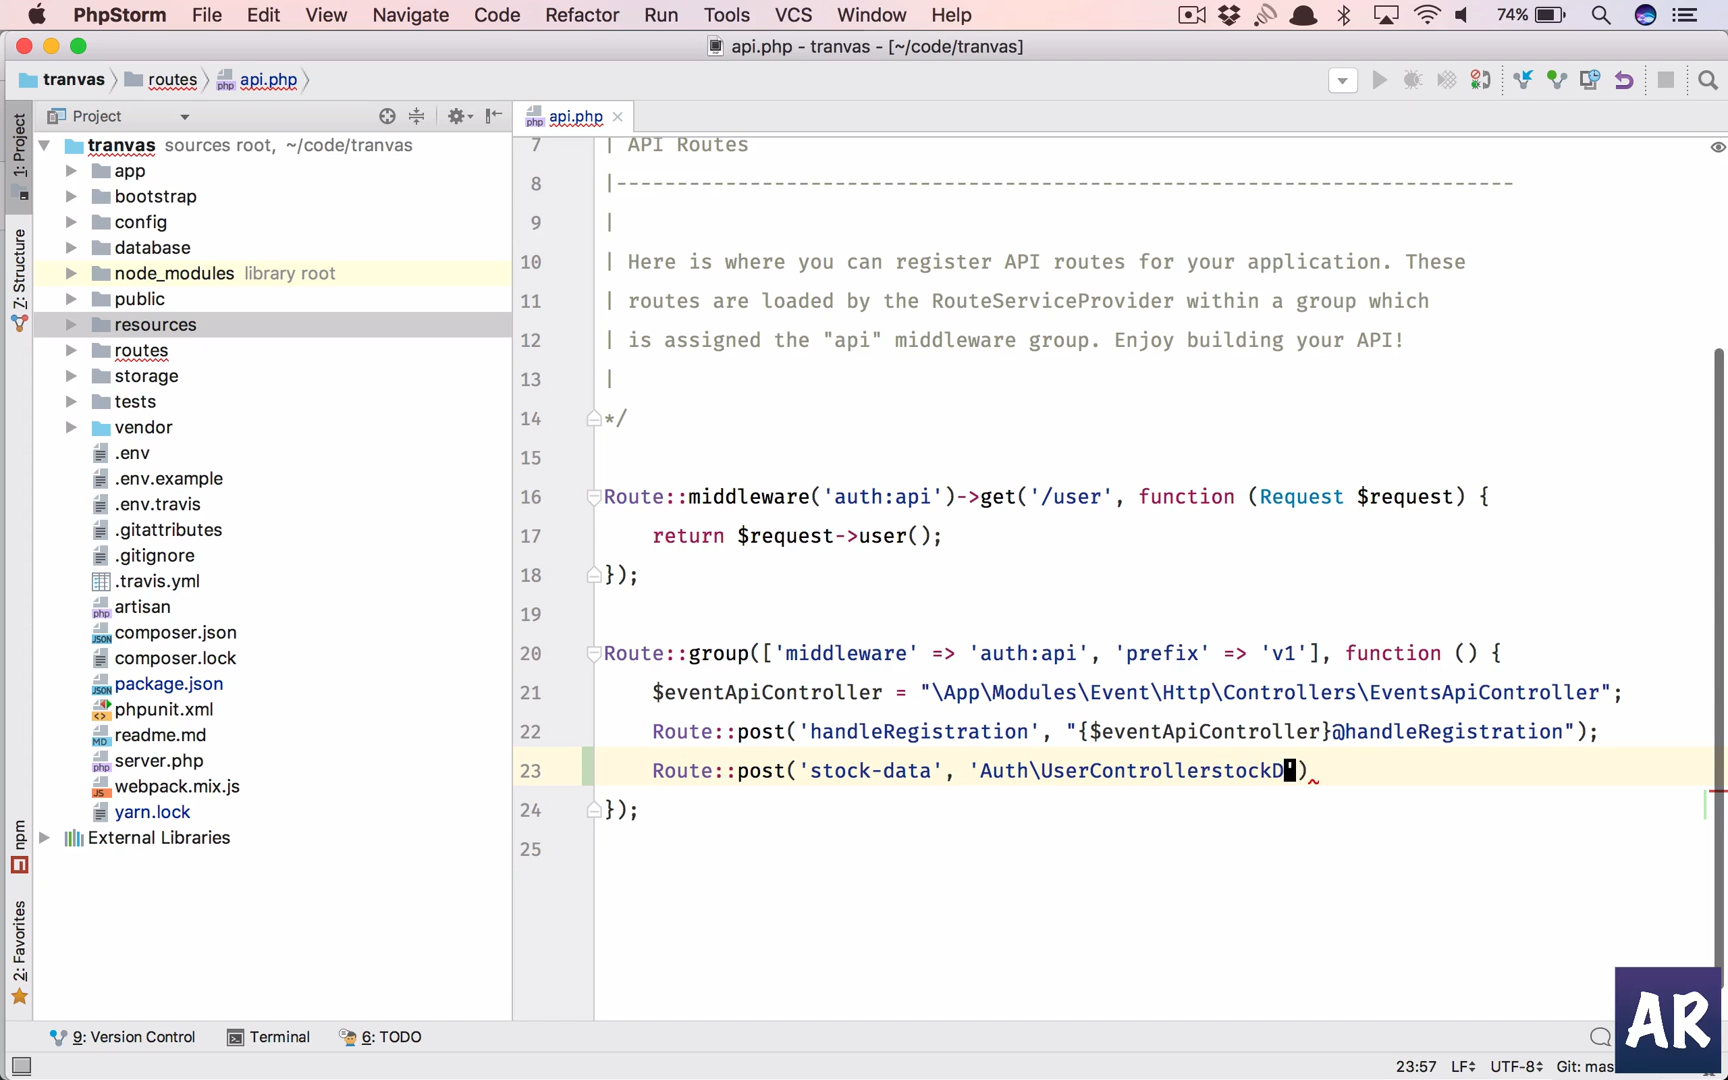 PhpStorm File Edit View Navigate Code Refactor Run Tools VCS Window Help 74%
api.php - tranvas - [~/code/tranvas]
tranvas routes api.php
Project
api.php
1: Project
Z: Structure
npm
2: Favorites
tranvas sources root, ~/code/tranvas
app
bootstrap
config
database
node_modules library root
public
resources
routes
storage
tests
vendor
.env
.env.example
.env.travis
.gitattributes
.gitignore
.travis.yml
artisan
composer.json
composer.lock
package.json
phpunit.xml
readme.md
server.php
webpack.mix.js
yarn.lock
External Libraries
7 | API Routes
8 |--------------------------------------------------------------------------
9 |
10 | Here is where you can register API routes for your application. These
11 | routes are loaded by the RouteServiceProvider within a group which
12 | is assigned the "api" middleware group. Enjoy building your API!
13 |
14 */
15
16 Route::middleware('auth:api')->get('/user', function (Request $request) {
17 return $request->user();
18 });
19
20 Route::group(['middleware' => 'auth:api', 'prefix' => 'v1'], function () {
21 $eventApiController = "\App\Modules\Event\Http\Controllers\EventsApiController";
22 Route::post('handleRegistration', "{$eventApiController}@handleRegistration");
23 Route::post('stock-data', 'Auth\UserControllerstockD')
24 });
25
9: Version Control Terminal 6: TODO
23:57 LF UTF-8 Git: mas
AR